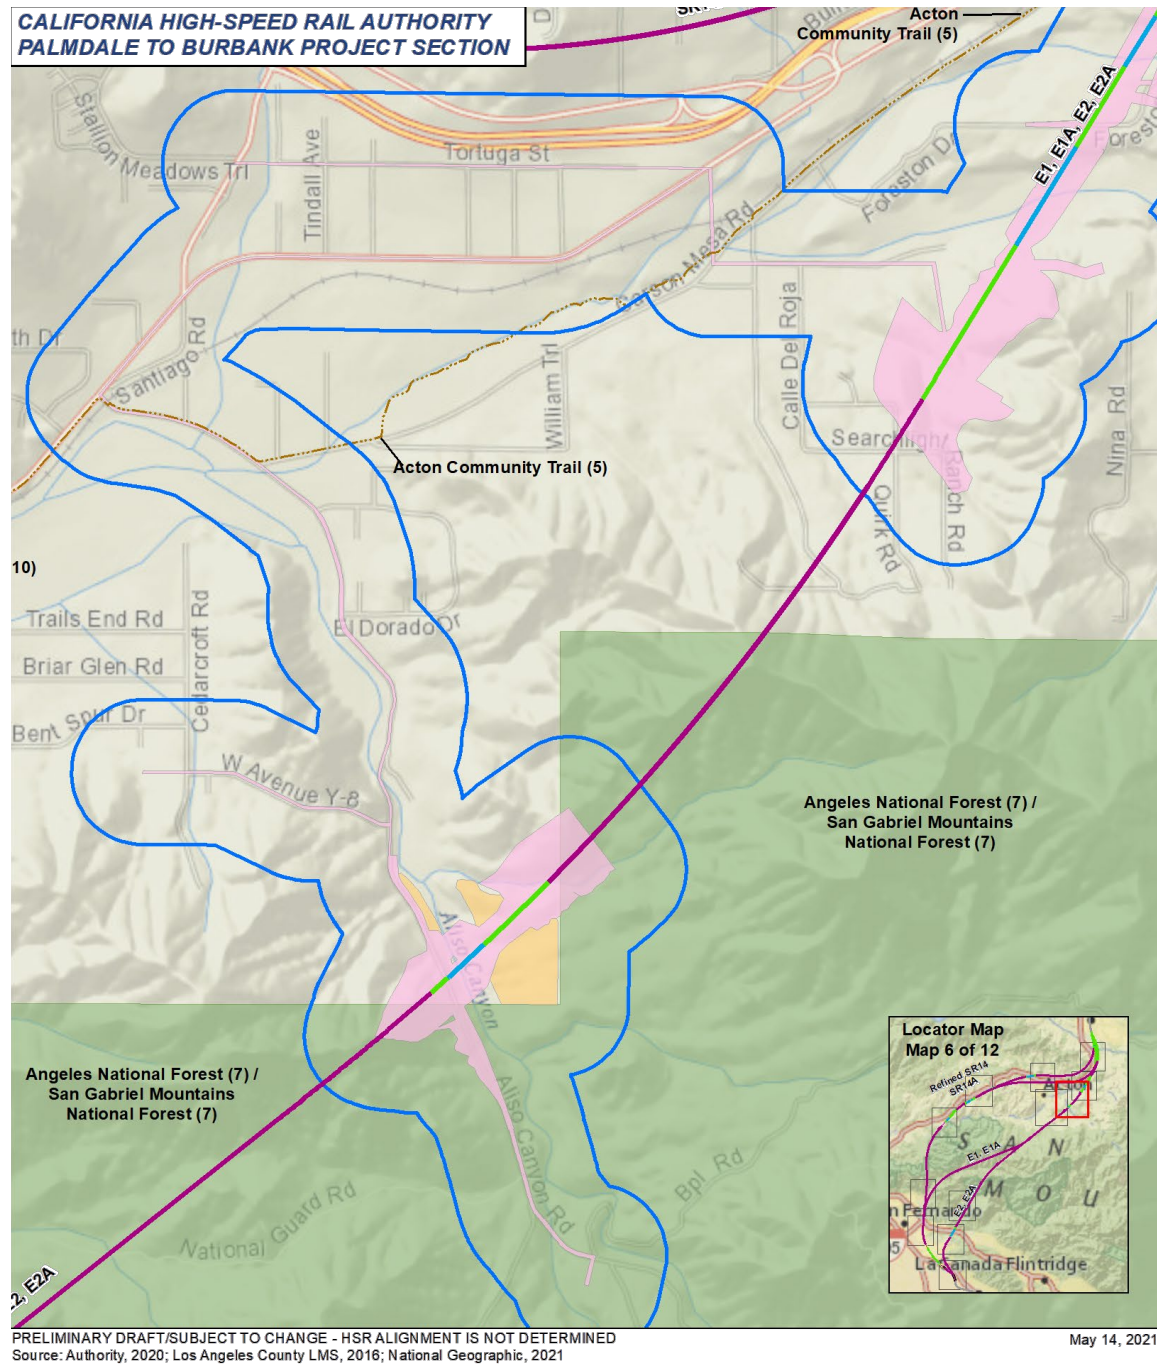 CALIFORNIA HIGH-SPEED RAIL AUTHORITY
PALMDALE TO BURBANK PROJECT SECTION
Acton
Community Trail (5)
E1, E1A, E2, E2A
Stallion
Meadows Trl
Tindall Ave
Tortuga St
Foreston Dr
Carson Mesa Rd
Santiago Rd
William Trl
Calle Del Roja
Searchlight
Ranch Rd
Quirk Rd
Nina Rd
Acton Community Trail (5)
10)
Trails End Rd
Briar Glen Rd
Bent Spur Dr
Cedarcroft Rd
El Dorado Dr
W Avenue Y-8
Angeles National Forest (7) /
San Gabriel Mountains
National Forest (7)
Aliso Canyon
Angeles National Forest (7) /
San Gabriel Mountains
National Forest (7)
Aliso Canyon Rd
Bpl Rd
National Guard Rd
E2, E2A
Locator Map
Map 6 of 12
Refined SR14
SR14A
Acton
E1, E1A
E2, E2A
S A N
M O U
n Fernando
5
La Canada Flintridge
PRELIMINARY DRAFT/SUBJECT TO CHANGE - HSR ALIGNMENT IS NOT DETERMINED
May 14, 2021
Source: Authority, 2020; Los Angeles County LMS, 2016; National Geographic, 2021